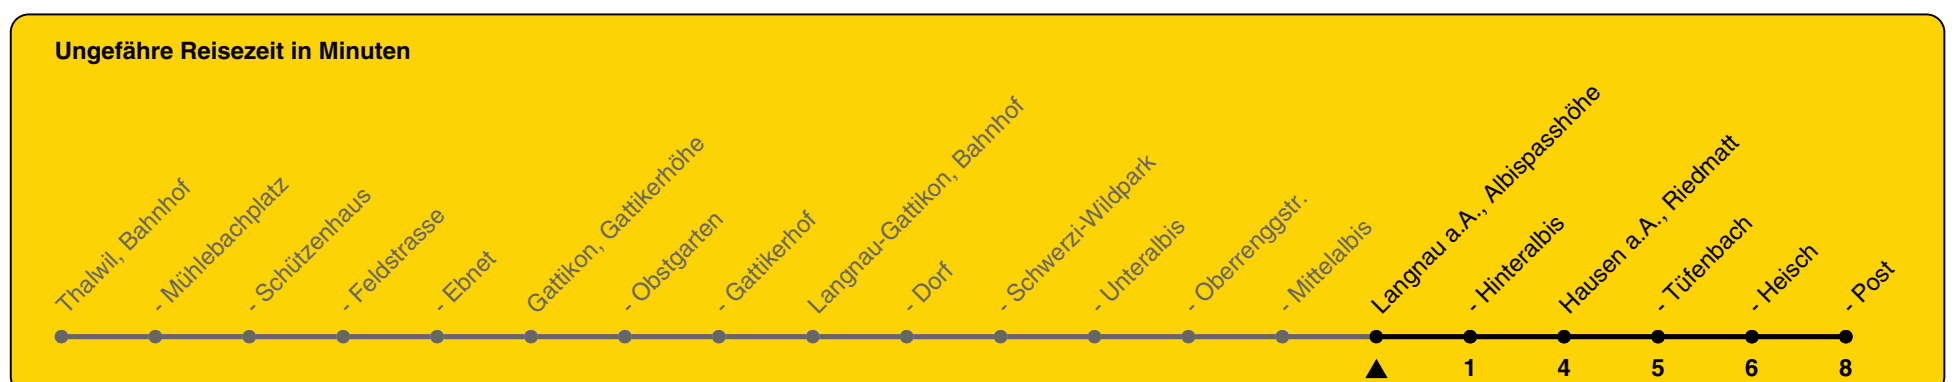 Ungefähre Reisezeit in Minuten
Thalwil, Bahnhof
- Mühlebachplatz
- Schützenhaus
- Feldstrasse
- Ebnet
Gattikon, Gattikerhöhe
- Obstgarten
- Gattikerhof
Langnau-Gattikon, Bahnhof
- Dorf
- Schwerzi-Wildpark
- Unteralbis
- Oberrenggstr.
- Mittelalbis
Langnau a.A., Albispasshöhe
- Hinteralbis
Hausen a.A., Riedmatt
- Tüfenbach
- Heisch
- Post
1 4 5 6 8